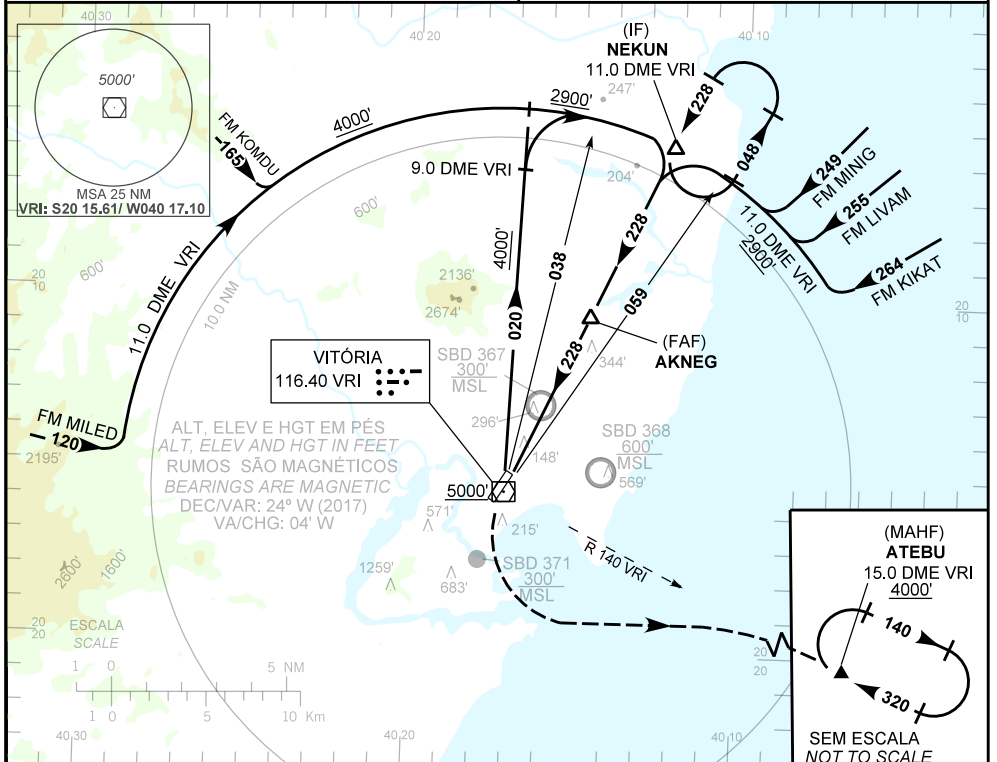 40 30
40 20
40 10
5000'
MSA 25 NM
VRI: S20 15.61/ W040 17.10
(IF)
NEKUN
11.0 DME VRI
247'
228
048
4000'
2900'
FM KOMDU
165
9.0 DME VRI
204'
249
FM MINIG
255
FM LIVAM
264
FM KIKAT
11.0 DME VRI
2900'
600'
600'
11.0 DME VRI
10.0 NM
20
10
20
10
4000'
020
038
228
059
228
2136'
2674'
(FAF)
AKNEG
344'
VITÓRIA
116.40 VRI
SBD 367
300'
MSL
296'
148'
SBD 368
600'
MSL
569'
FM MILED
120
2195'
ALT, ELEV E HGT EM PÉS
ALT, ELEV AND HGT IN FEET
RUMOS SÃO MAGNÉTICOS
BEARINGS ARE MAGNETIC
DEC/VAR: 24º W (2017)
VA/CHG: 04' W
5000'
571'
215'
R 140 VRI
SBD 371
300'
MSL
1259'
683'
2600'
1600'
20
20
20
20
ESCALA
SCALE
1 0 5 NM
1 0 5 10 Km
(MAHF)
ATEBU
15.0 DME VRI
4000'
140
320
SEM ESCALA
NOT TO SCALE
40 30
40 20
40 10